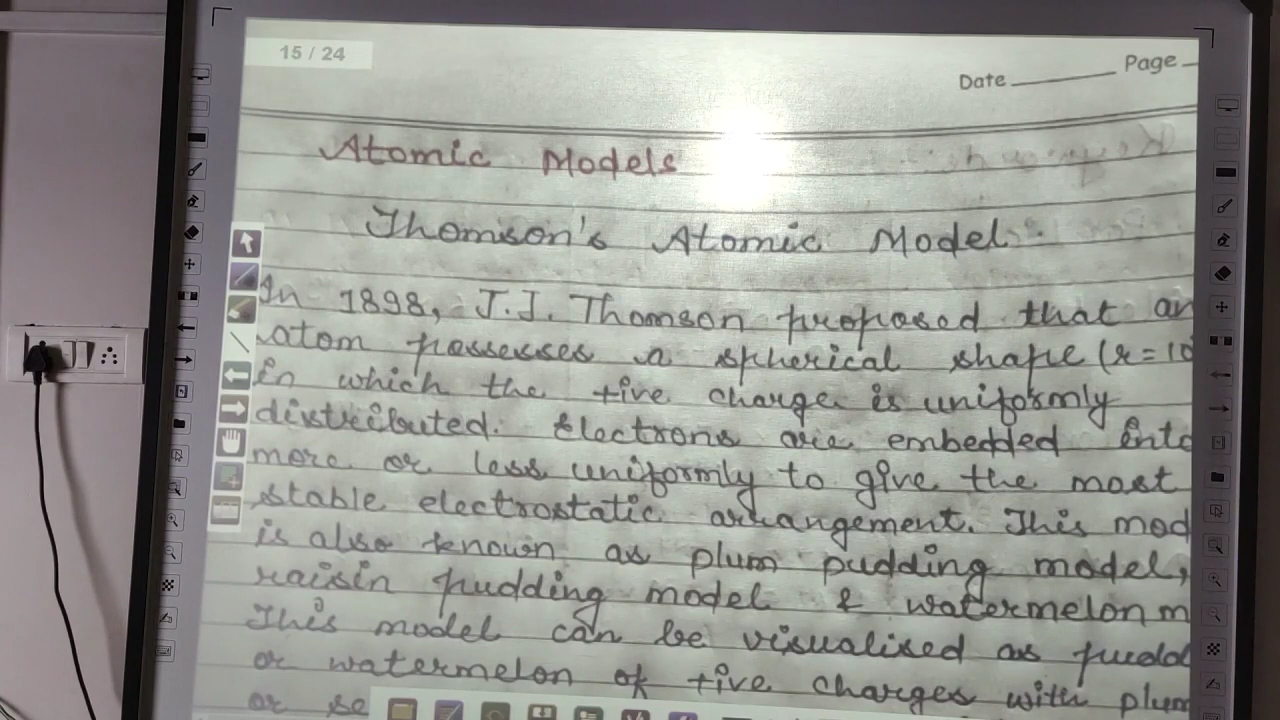 15 / 24
Date
Page
Atomic Models
Thomson's Atomic Model
In 1898, J.J. Thomson proposed that an
atom possesses a spherical shape (r = 10
in which the +ive charge is uniformly
distributed. Electrons are embedded into
more or less uniformly to give the most
stable electrostatic arrangement. This mod
is also known as plum pudding model,
raisin pudding model & watermelon m
This model can be visualised as pudd
or watermelon of +ive charges with plum
or se